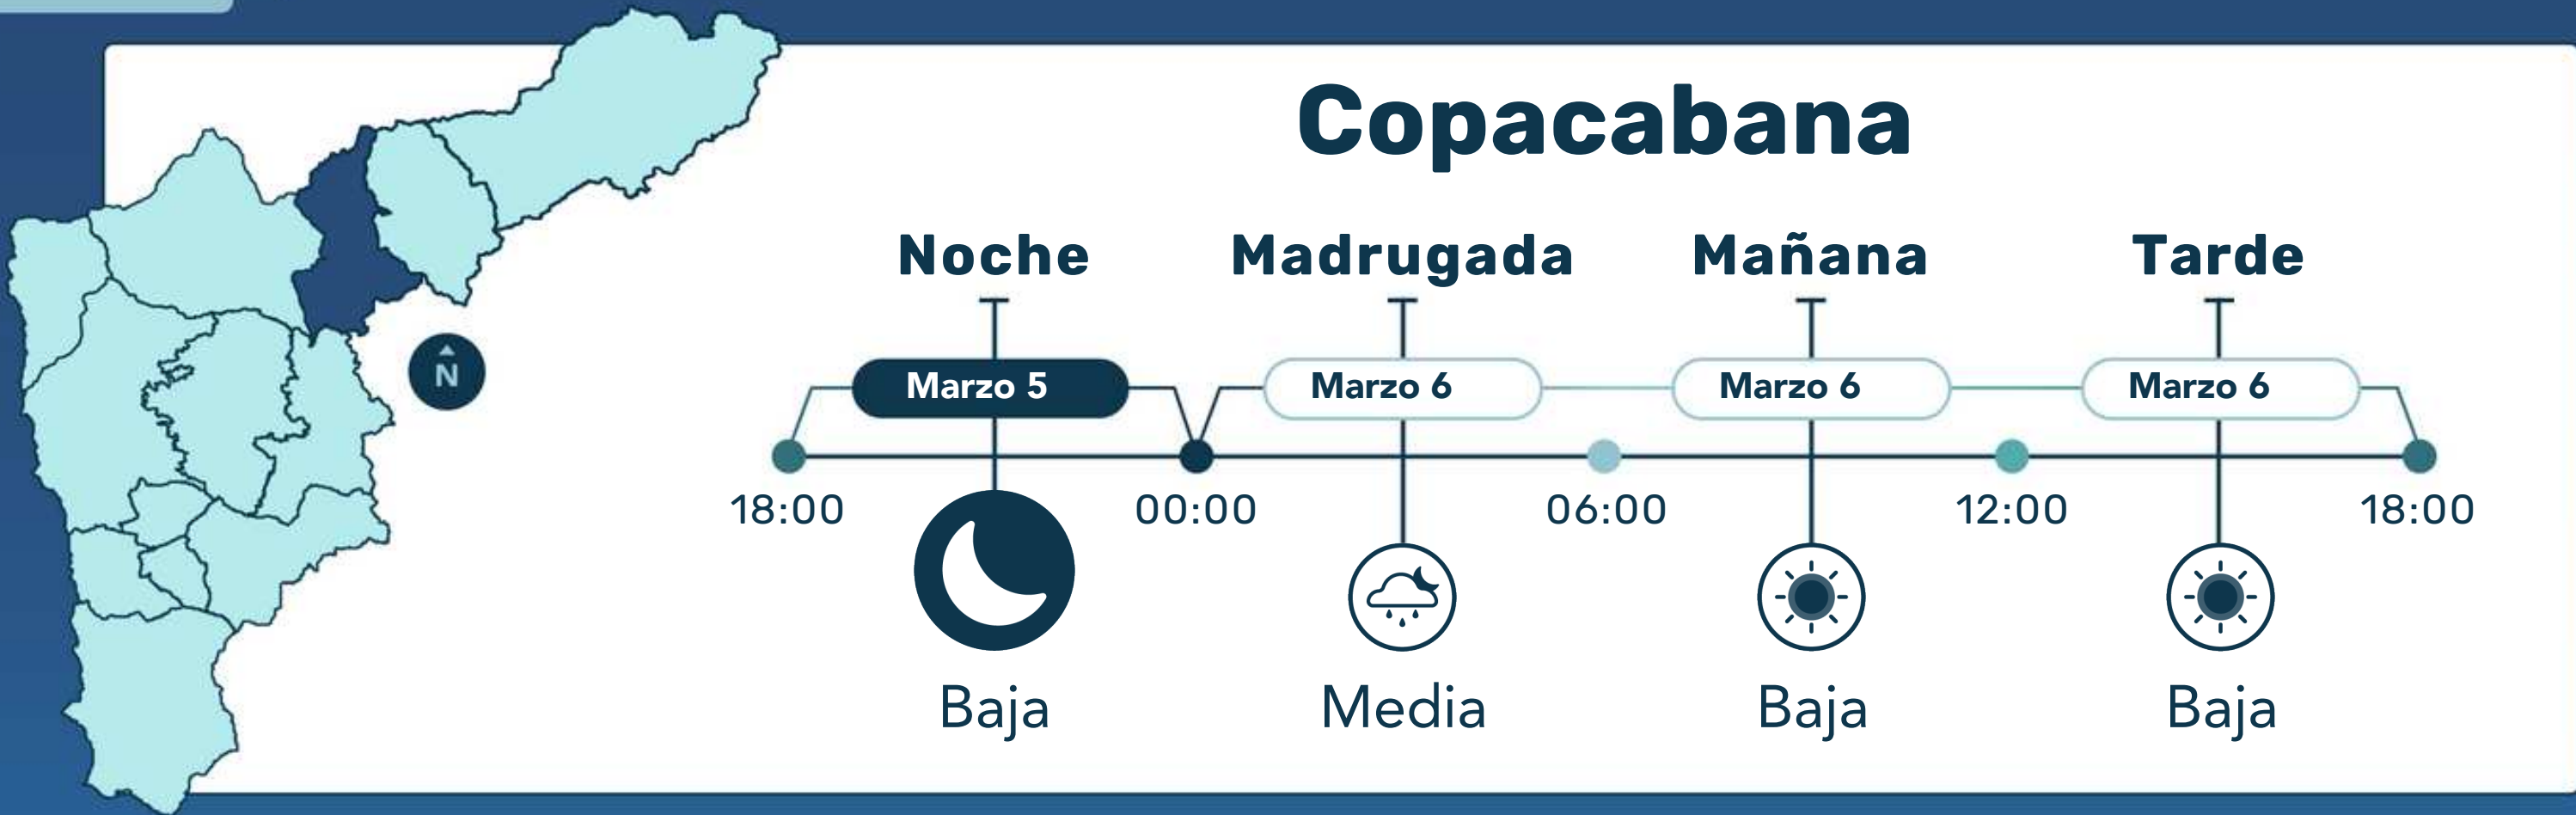 Copacabana
Noche Madrugada Mañana Tarde
N
Marzo 5 Marzo 6 Marzo 6 Marzo 6
18:00 00:00 06:00 12:00 18:00
Baja Media Baja Baja